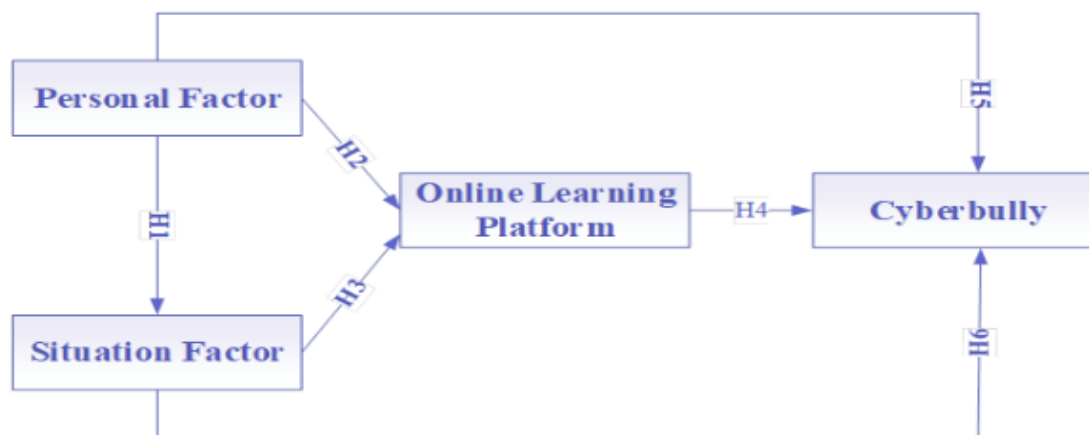 Personal Factor
H5
H2
Online Learning
Platform
H4
Cyberbully
H1
H3
Situation Factor
H6